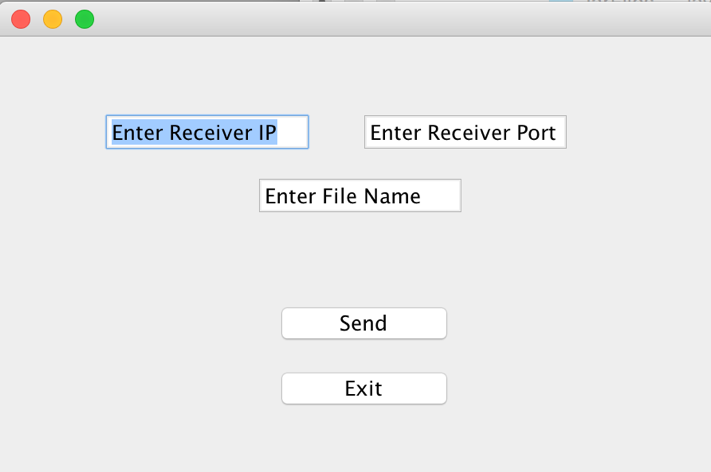 Enter Receiver IP
Enter Receiver Port
Enter File Name
Send
Exit